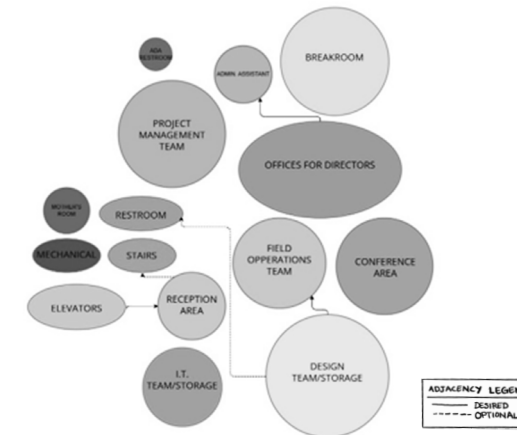 ADA
RESTROOM
ADMIN. ASSISTANT
BREAKROOM
PROJECT
MANAGEMENT
TEAM
OFFICES FOR DIRECTORS
MOTHER'S
ROOM
RESTROOM
MECHANICAL
STAIRS
FIELD
OPPERATIONS
TEAM
CONFERENCE
AREA
ELEVATORS
RECEPTION
AREA
I.T.
TEAM/STORAGE
DESIGN
TEAM/STORAGE
ADJACENCY LEGE
DESIRED
OPTIONAL